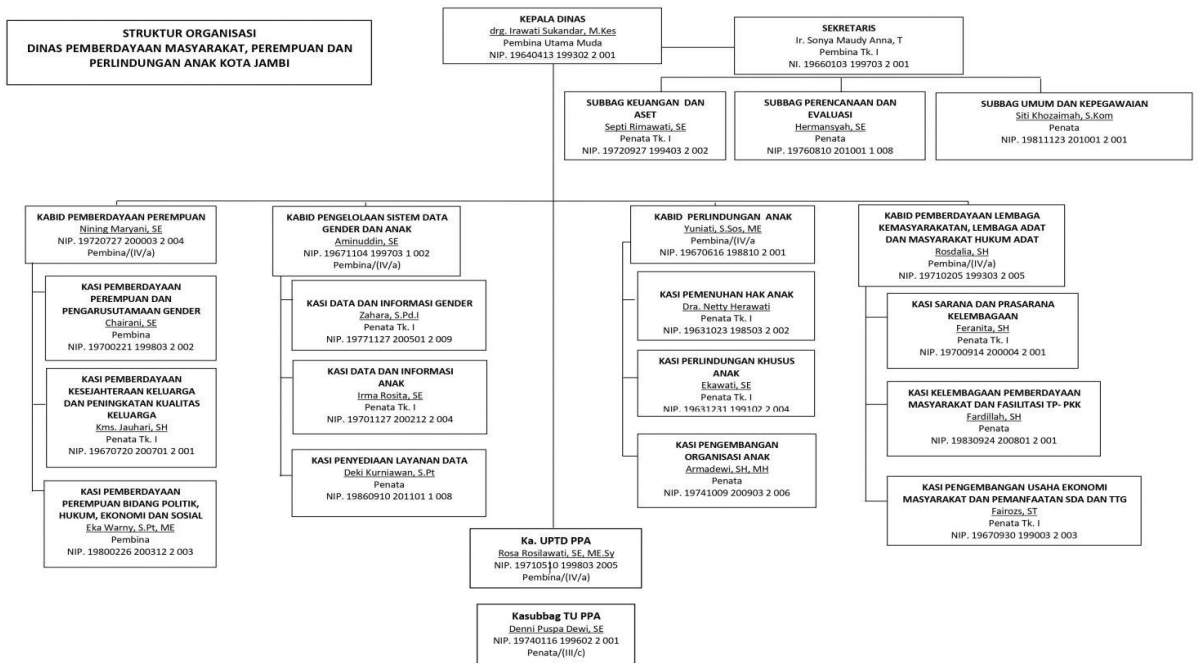 STRUKTUR ORGANISASI
DINAS PEMBERDAYAAN MASYARAKAT, PEREMPUAN DAN
PERLINDUNGAN ANAK KOTA JAMBI
KEPALA DINAS
drg. Irawati Sukandar, M.Kes
Pembina Utama Muda
NIP. 19640413 199302 2 001
SEKRETARIS
Ir. Sonya Maudy Anna, T
Pembina Tk. I
NI. 19660103 199703 2 001
SUBBAG KEUANGAN DAN
ASET
Septi Rimawati, SE
Penata Tk. I
NIP. 19720927 199403 2 002
SUBBAG PERENCANAAN DAN
EVALUASI
Hermansyah, SE
Penata
NIP. 19760810 201001 1 008
SUBBAG UMUM DAN KEPEGAWAIAN
Siti Khozaimah, S.Kom
Penata
NIP. 19811123 201001 2 001
KABID PEMBERDAYAAN PEREMPUAN
Nining Maryani, SE
NIP. 19720727 200003 2 004
Pembina/(IV/a)
KASI PEMBERDAYAAN
PEREMPUAN DAN
PENGARUSUTAMAAN GENDER
Chairani, SE
Pembina
NIP. 19700221 199803 2 002
KASI PEMBERDAYAAN
KESEJAHTERAAN KELUARGA
DAN PENINGKATAN KUALITAS
KELUARGA
Kms. Jauhari, SH
Penata Tk. I
NIP. 19670720 200701 2 001
KASI PEMBERDAYAAN
PEREMPUAN BIDANG POLITIK,
HUKUM, EKONOMI DAN SOSIAL
Eka Warny, S.Pt, ME
Pembina
NIP. 19800226 200312 2 003
KABID PENGELOLAAN SISTEM DATA
GENDER DAN ANAK
Aminuddin, SE
NIP. 19671104 199703 1 002
Pembina/(IV/a)
KASI DATA DAN INFORMASI GENDER
Zahara, S.Pd.I
Penata Tk. I
NIP. 19771127 200501 2 009
KASI DATA DAN INFORMASI
ANAK
Irma Rosita, SE
Penata Tk. I
NIP. 19701127 200212 2 004
KASI PENYEDIAAN LAYANAN DATA
Deki Kurniawan, S.Pt
Penata
NIP. 19860910 201101 1 008
KABID PERLINDUNGAN ANAK
Yuniati, S.Sos, ME
Pembina/(IV/a
NIP. 19670616 198810 2 001
KASI PEMENUHAN HAK ANAK
Dra. Netty Herawati
Penata Tk. I
NIP. 19631023 198503 2 002
KASI PERLINDUNGAN KHUSUS
ANAK
Ekawati, SE
Penata Tk. I
NIP. 19631231 199102 2 004
KASI PENGEMBANGAN
ORGANISASI ANAK
Armadewi, SH, MH
Penata
NIP. 19741009 200903 2 006
KABID PEMBERDAYAAN LEMBAGA
KEMASYARAKATAN, LEMBAGA ADAT
DAN MASYARAKAT HUKUM ADAT
Rosdalia, SH
Pembina/(IV/a)
NIP. 19710205 199303 2 005
KASI SARANA DAN PRASARANA
KELEMBAGAAN
Feranita, SH
Penata Tk. I
NIP. 19700914 200004 2 001
KASI KELEMBAGAAN PEMBERDAYAAN
MASYARAKAT DAN FASILITASI TP- PKK
Fardillah, SH
Penata
NIP. 19830924 200801 2 001
KASI PENGEMBANGAN USAHA EKONOMI
MASYARAKAT DAN PEMANFAATAN SDA DAN TTG
Fairozs, ST
Penata Tk. I
NIP. 19670930 199003 2 003
Ka. UPTD PPA
Rosa Rosilawati, SE, ME.Sy
NIP. 19710510 199803 2005
Pembina/(IV/a)
Kasubbag TU PPA
Denni Puspa Dewi, SE
NIP. 19740116 199602 2 001
Penata/(III/c)